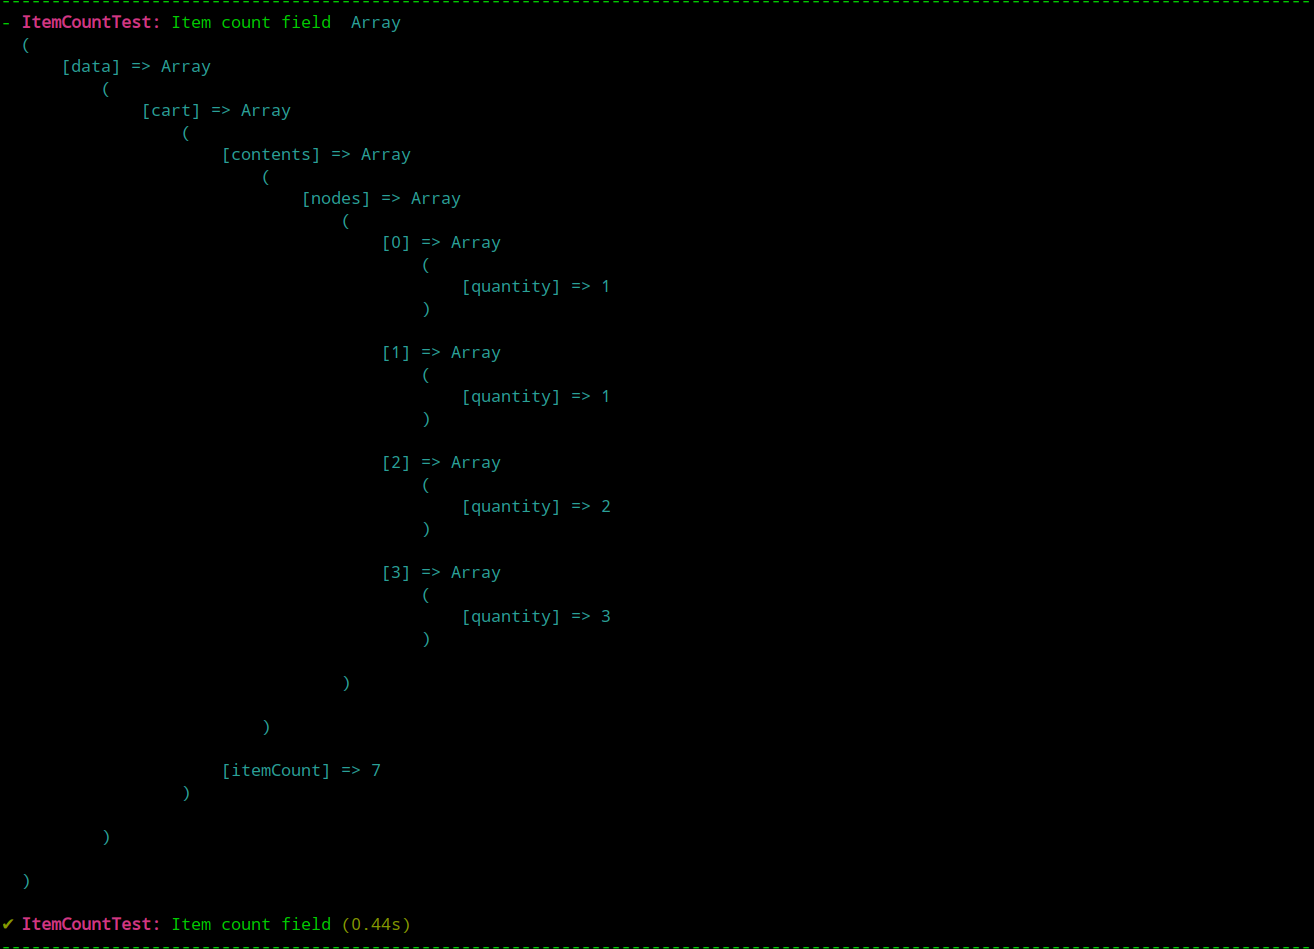 - ItemCountTest: Item count field  Array
(
    [data] => Array
        (
            [cart] => Array
                (
                    [contents] => Array
                        (
                            [nodes] => Array
                                (
                                    [0] => Array
                                        (
                                            [quantity] => 1
                                        )
                                    [1] => Array
                                        (
                                            [quantity] => 1
                                        )
                                    [2] => Array
                                        (
                                            [quantity] => 2
                                        )
                                    [3] => Array
                                        (
                                            [quantity] => 3
                                        )
                                )
                        )
                    [itemCount] => 7
                )
        )
)
✔ ItemCountTest: Item count field (0.44s)